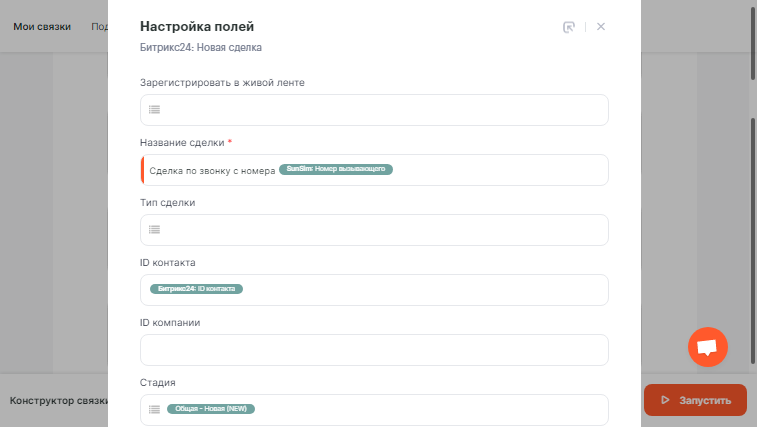 Мои связки
Под
Настройка полей
Битрикс24: Новая сделка
Зарегистрировать в живой ленте
Название сделки *
Сделка по звонку с номера SunSim: Номер вызывающего
Тип сделки
ID контакта
Битрикс24: ID контакта
ID компании
Стадия
Общая - Новая (NEW)
Конструктор связки
Запустить